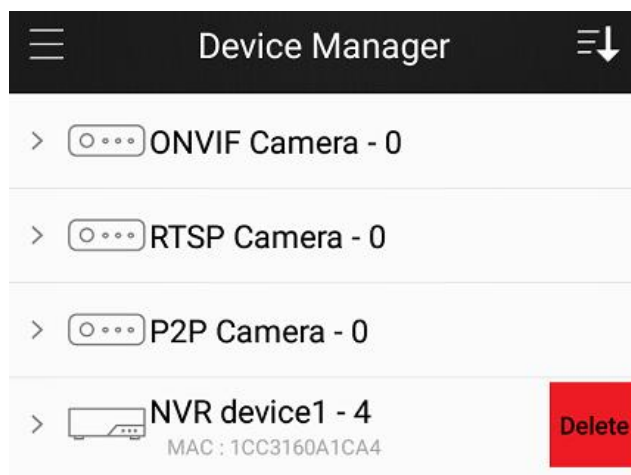 Device Manager
ONVIF Camera - 0
RTSP Camera - 0
P2P Camera - 0
NVR device1 - 4
Delete
MAC : 1CC3160A1CA4